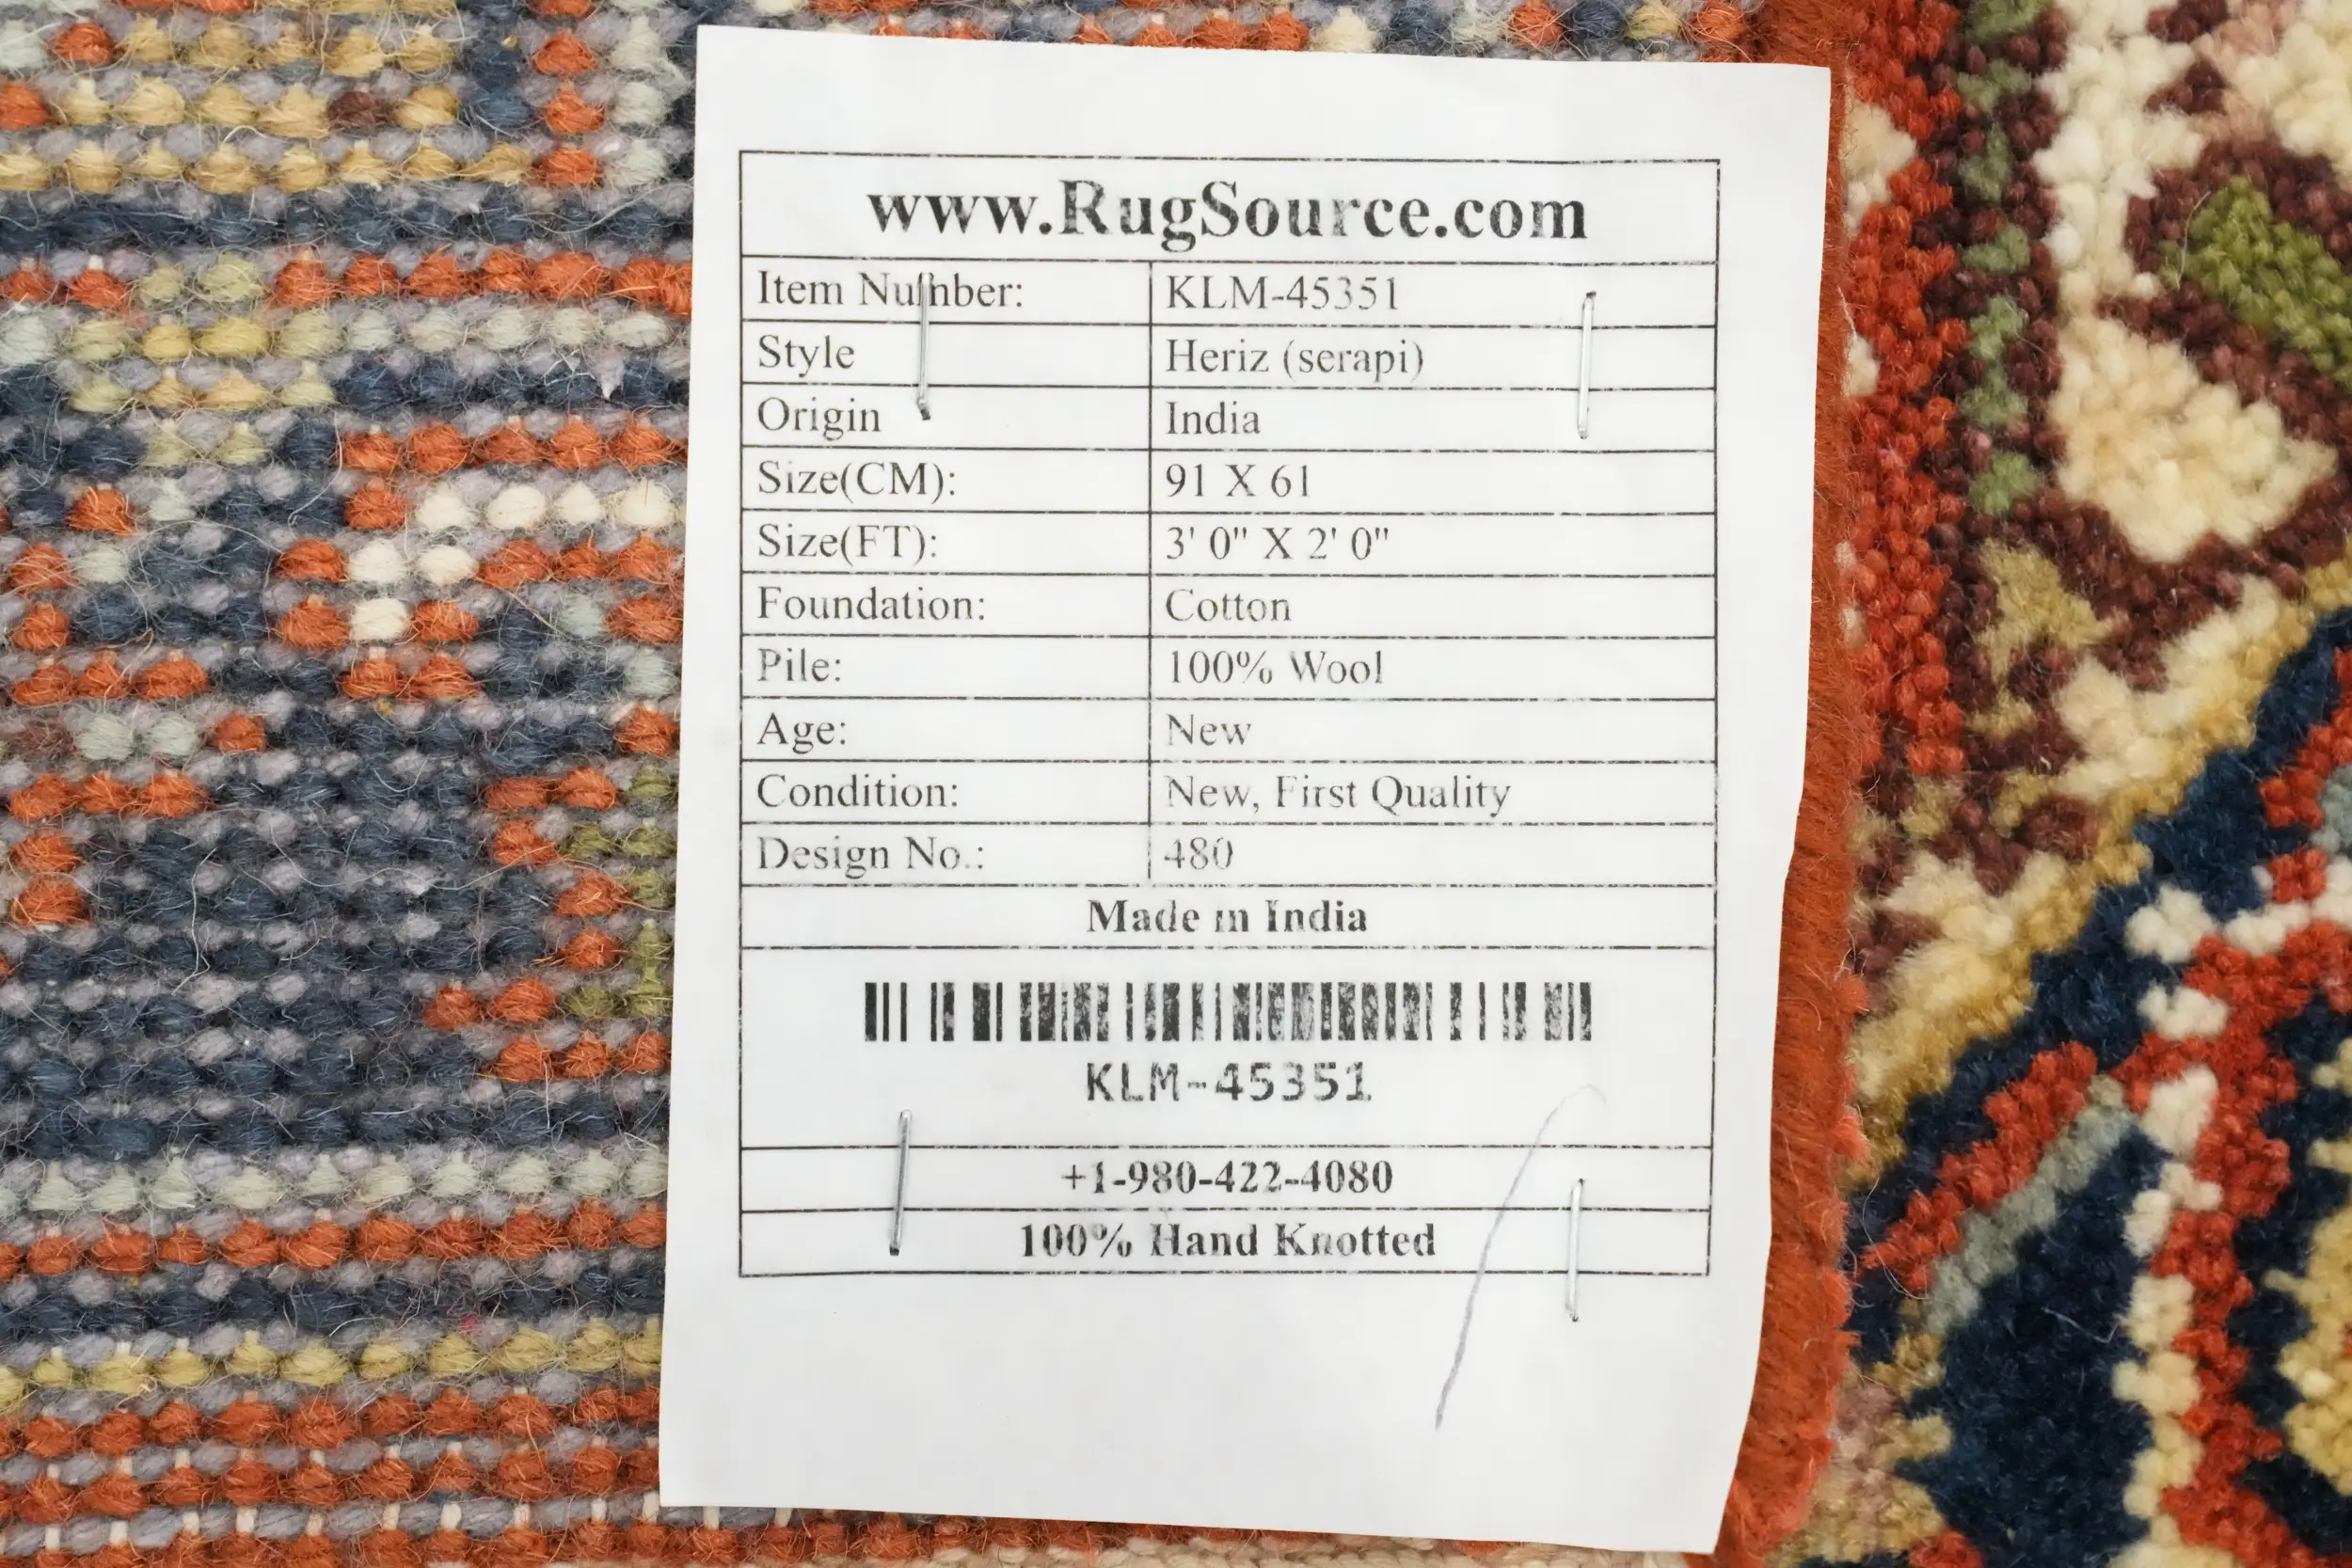 www.RugSource.com
Item Number: KLM-45351
Style Heriz (serapi)
Origin India
Size(CM): 91 X 61
Size(FT): 3' 0" X 2' 0"
Foundation: Cotton
Pile: 100% Wool
Age: New
Condition: New, First Quality
Design No.: 480
Made in India
KLM-45351
+1-980-422-4080
100% Hand Knotted